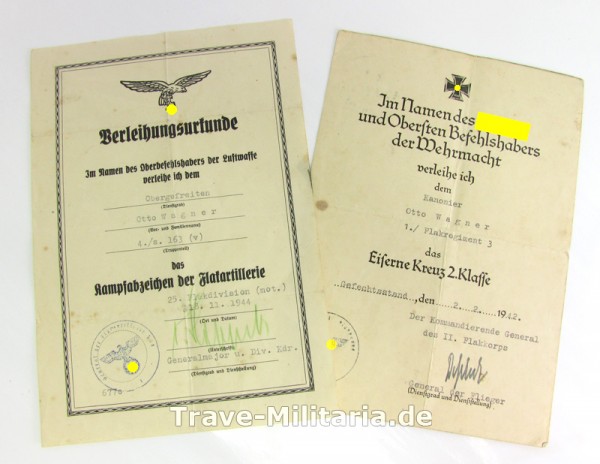 Verleihungsurkunde
Im Namen des Oberbefehlshabers der Luftwaffe
verleihe ich dem
Obergefreiten
(Dienstgrad)
Otto Wagner
(Vor- und Familienname)
4./s. 163 (v)
(Truppenteil)
das
Kampfabzeichen der Flakartillerie
25. Flakdivision (mot.)
18. 11. 1944
(Ort und Datum)
(Unterschrift)
Generalmajor u. Div. Kdr.
(Dienstgrad und Dienststellung)
Im Namen des
und Obersten Befehlshabers
der Wehrmacht
verleihe ich
dem
Kanonier
Otto Wagner
1./ Flakregiment 3
das
Eiserne Kreuz 2. Klasse
Gefechtsstand, den 2. 2. 1942.
Der Kommandierende General
des II. Flakkorps
General der Flieger
(Dienstgrad und Dienststellung)
Trave-Militaria.de